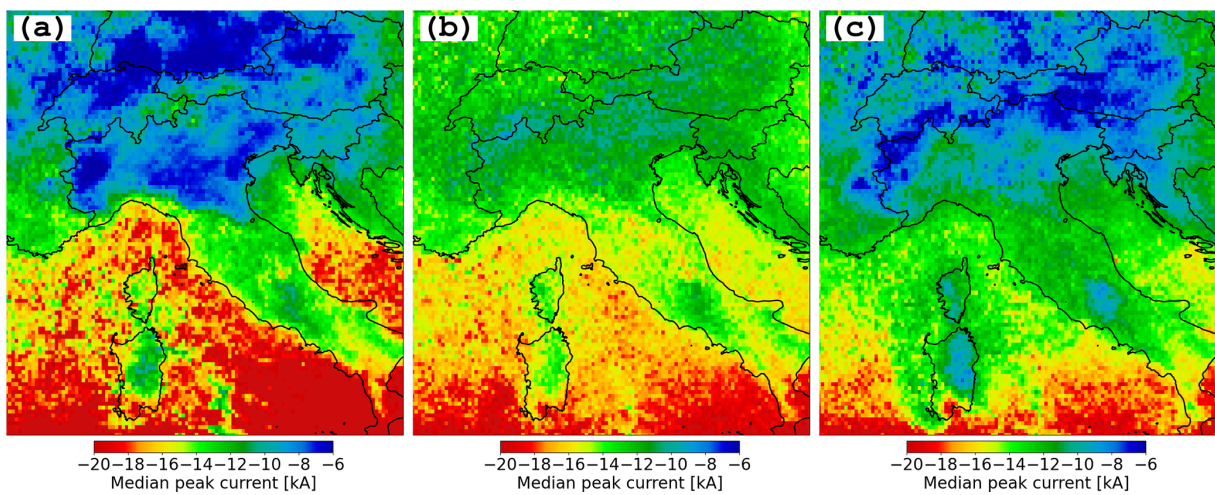 (a) (b) (c)
−20−18−16−14−12−10 −8 −6 −20−18−16−14−12−10 −8 −6 −20−18−16−14−12−10 −8 −6
Median peak current [kA] Median peak current [kA] Median peak current [kA]